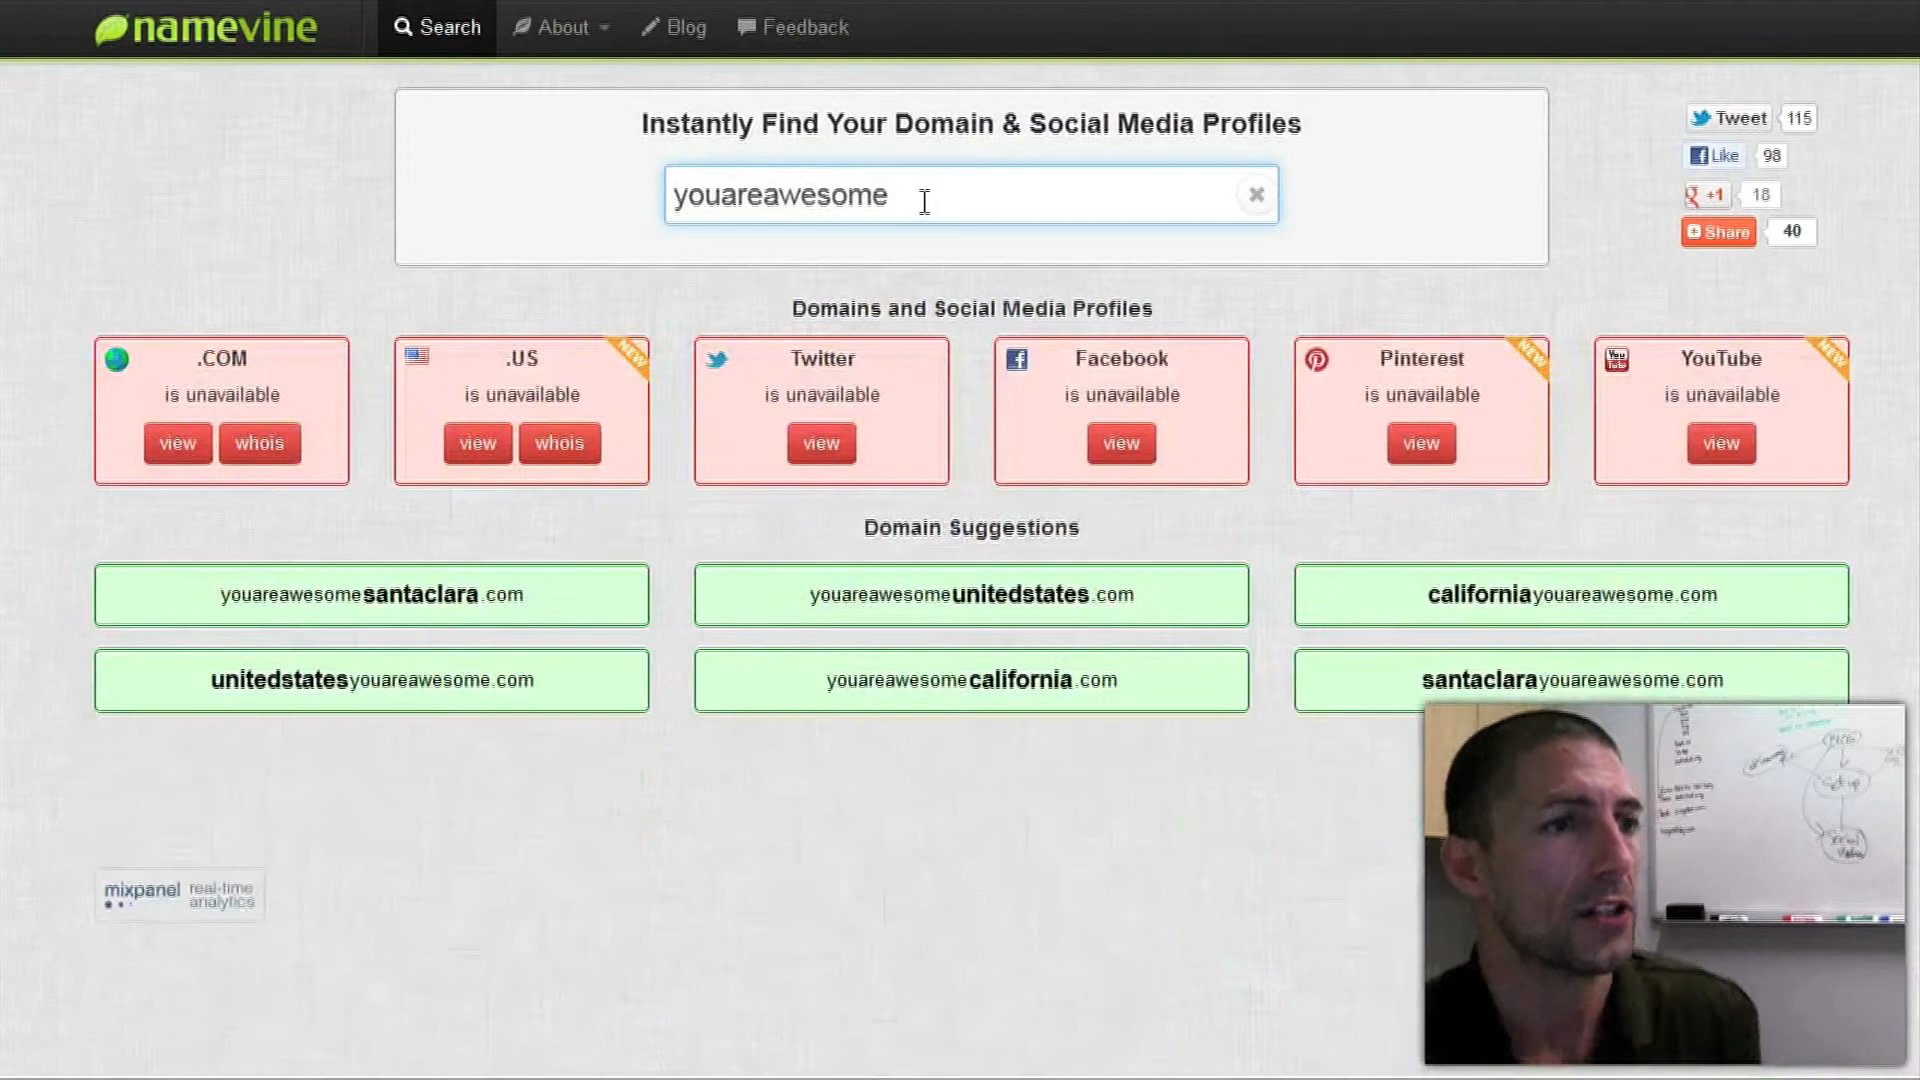 namevine
Search
About
Blog
Feedback
Instantly Find Your Domain & Social Media Profiles
youareawesome
Tweet 115
Like 98
+1 18
Share 40
Domains and Social Media Profiles
.COM
is unavailable
view whois
.US
NEW
is unavailable
view whois
Twitter
is unavailable
view
Facebook
is unavailable
view
Pinterest
NEW
is unavailable
view
YouTube
NEW
You
Tube
is unavailable
view
Domain Suggestions
youareawesomesantaclara.com
youareawesomeunitedstates.com
californiayouareawesome.com
unitedstatesyouareawesome.com
youareawesomecalifornia.com
santaclarayouareawesome.com
mixpanel real-time
analytics